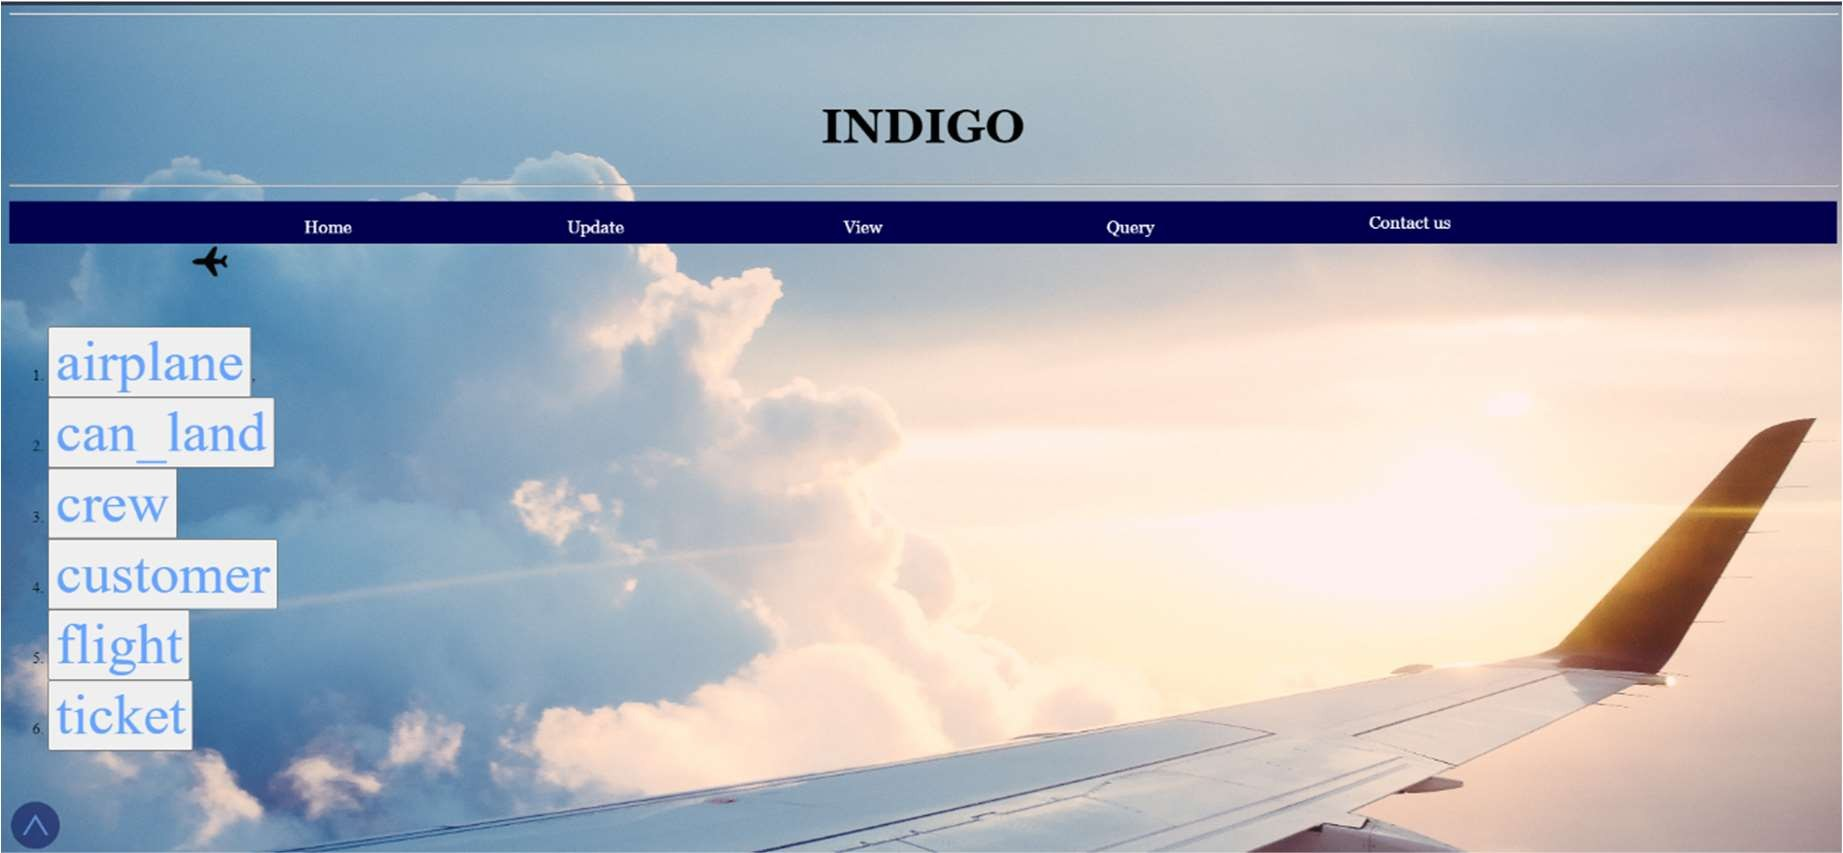 INDIGO
Home Update View Query Contact us
1. airplane,
2. can_land
3. crew
4. customer
5. flight
6. ticket